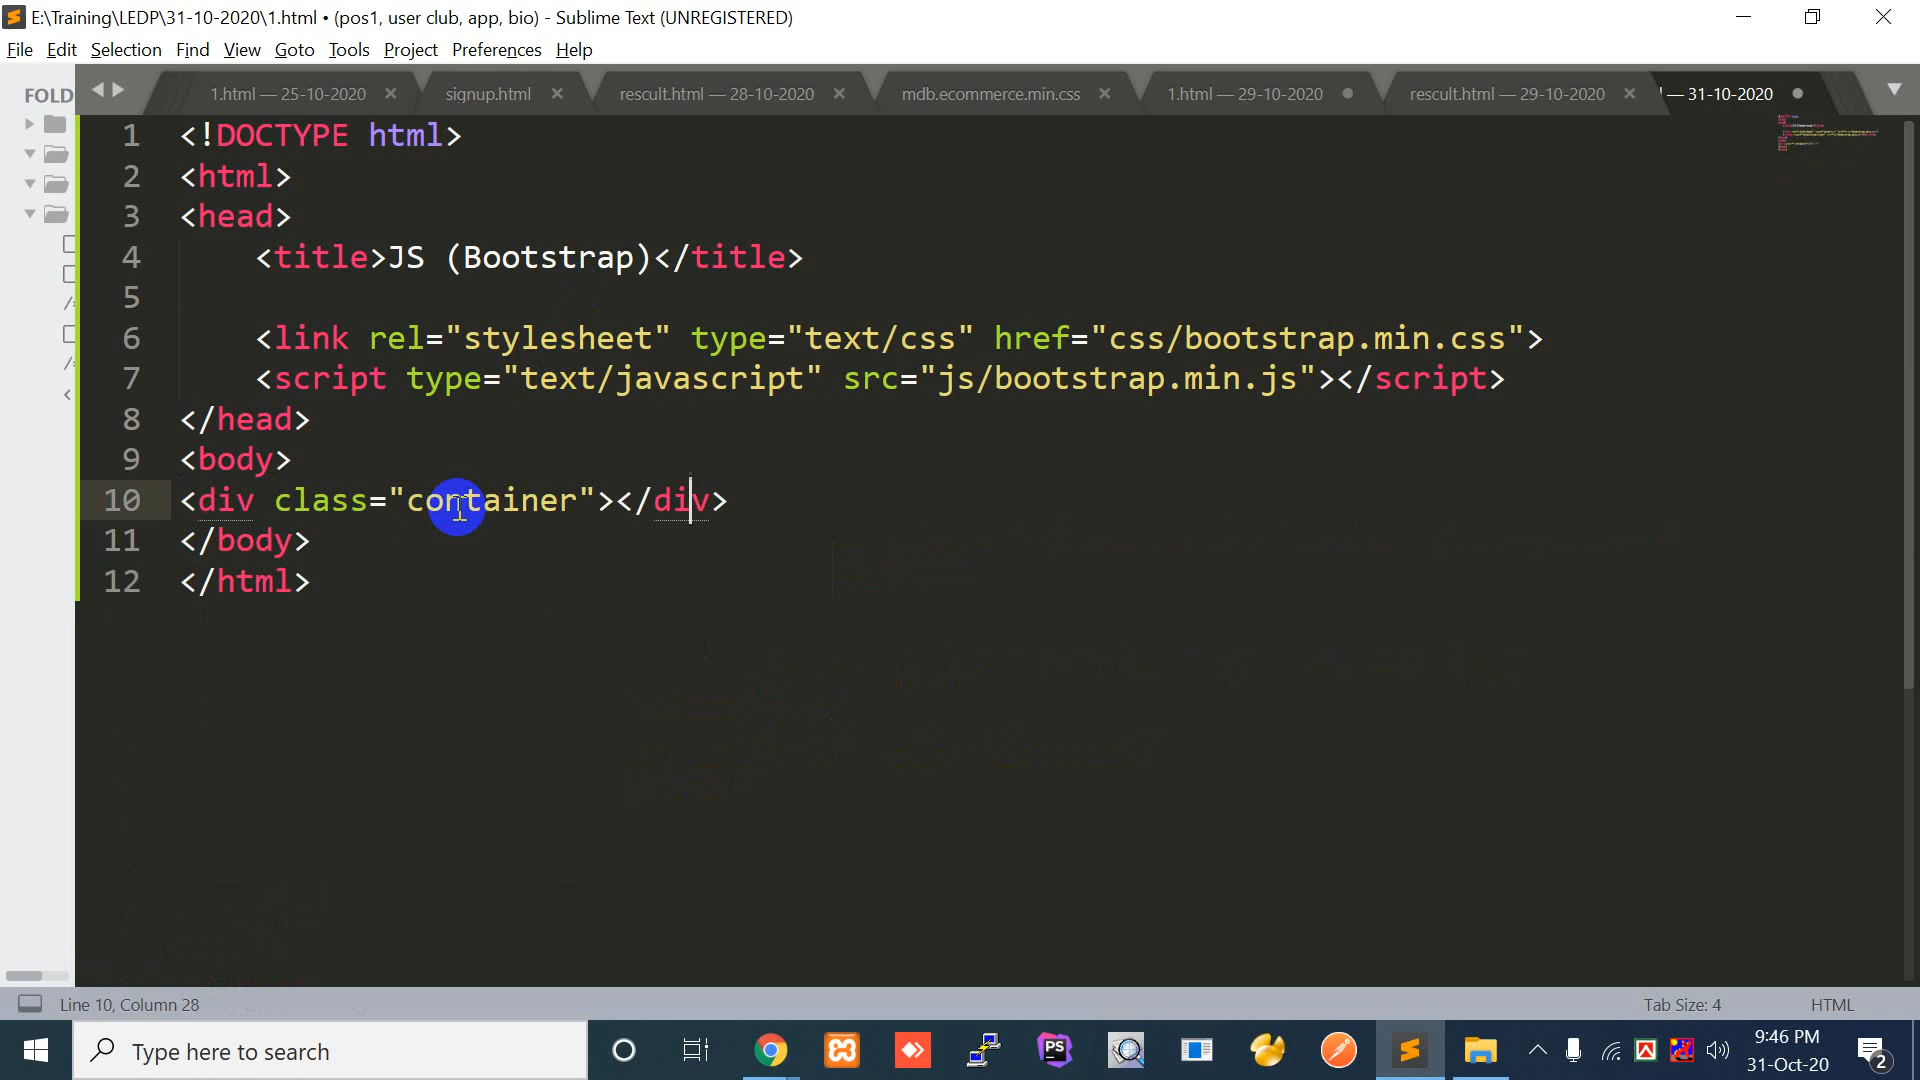 E:\Training\LEDP\31-10-2020\1.html • (pos1, user club, app, bio) - Sublime Text (UNREGISTERED)
File Edit Selection Find View Goto Tools Project Preferences Help
FOLD
1.html — 25-10-2020
signup.html
rescult.html — 28-10-2020
mdb.ecommerce.min.css
1.html — 29-10-2020
rescult.html — 29-10-2020
— 31-10-2020
1 <!DOCTYPE html>
2 <html>
3 <head>
4 <title>JS (Bootstrap)</title>
5
6 <link rel="stylesheet" type="text/css" href="css/bootstrap.min.css">
7 <script type="text/javascript" src="js/bootstrap.min.js"></script>
8 </head>
9 <body>
10 <div class="container"></div>
11 </body>
12 </html>
Line 10, Column 28
Tab Size: 4
HTML
Type here to search
PS
9:46 PM
31-Oct-20
2